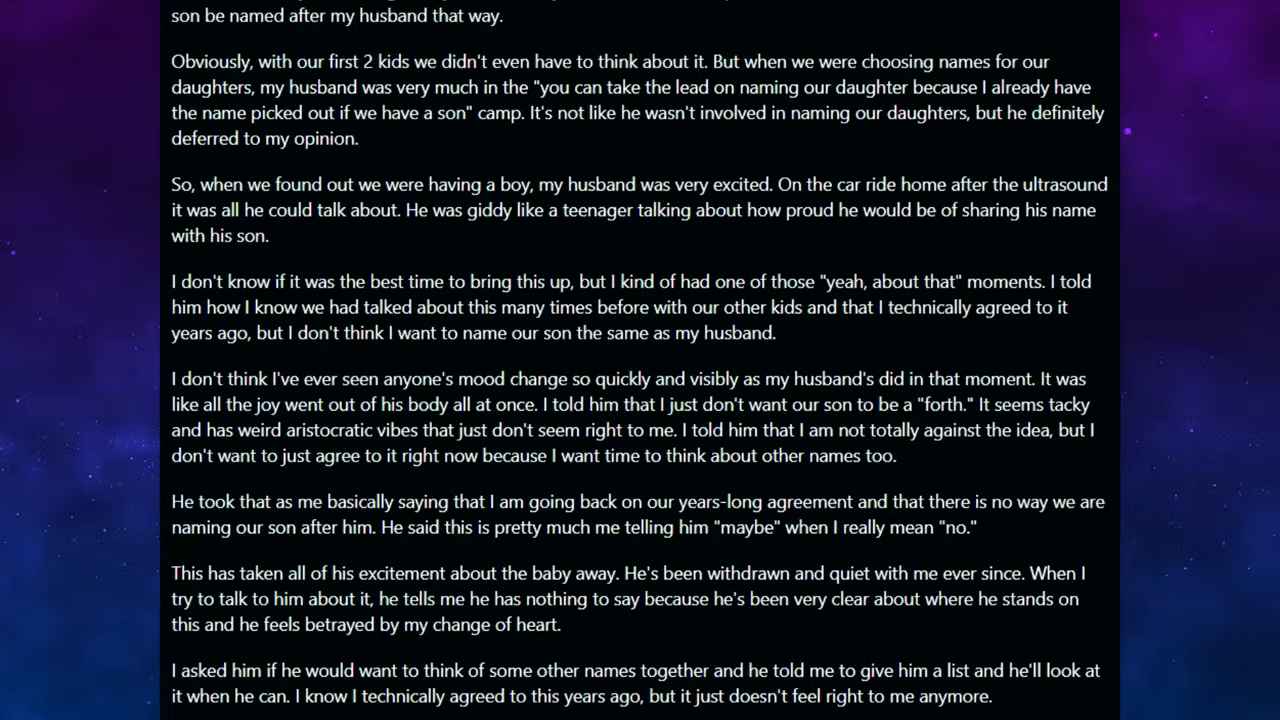 son be named after my husband that way.
Obviously, with our first 2 kids we didn't even have to think about it. But when we were choosing names for our
daughters, my husband was very much in the "you can take the lead on naming our daughter because I already have
the name picked out if we have a son" camp. It's not like he wasn't involved in naming our daughters, but he definitely
deferred to my opinion.
So, when we found out we were having a boy, my husband was very excited. On the car ride home after the ultrasound
it was all he could talk about. He was giddy like a teenager talking about how proud he would be of sharing his name
with his son.
I don't know if it was the best time to bring this up, but I kind of had one of those "yeah, about that" moments. I told
him how I know we had talked about this many times before with our other kids and that I technically agreed to it
years ago, but I don't think I want to name our son the same as my husband.
I don't think I've ever seen anyone's mood change so quickly and visibly as my husband's did in that moment. It was
like all the joy went out of his body all at once. I told him that I just don't want our son to be a "forth." It seems tacky
and has weird aristocratic vibes that just don't seem right to me. I told him that I am not totally against the idea, but I
don't want to just agree to it right now because I want time to think about other names too.
He took that as me basically saying that I am going back on our years-long agreement and that there is no way we are
naming our son after him. He said this is pretty much me telling him "maybe" when I really mean "no."
This has taken all of his excitement about the baby away. He's been withdrawn and quiet with me ever since. When I
try to talk to him about it, he tells me he has nothing to say because he's been very clear about where he stands on
this and he feels betrayed by my change of heart.
I asked him if he would want to think of some other names together and he told me to give him a list and he'll look at
it when he can. I know I technically agreed to this years ago, but it just doesn't feel right to me anymore.